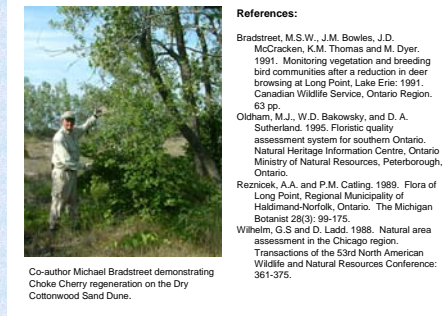 References:
Bradstreet, M.S.W., J.M. Bowles, J.D.
McCracken, K.M. Thomas and M. Dyer.
1991. Monitoring vegetation and breeding
bird communities after a reduction in deer
browsing at Long Point, Lake Erie: 1991.
Canadian Wildlife Service, Ontario Region.
63 pp.
Oldham, M.J., W.D. Bakowsky, and D. A.
Sutherland. 1995. Floristic quality
assessment system for southern Ontario.
Natural Heritage Information Centre, Ontario
Ministry of Natural Resources, Peterborough,
Ontario.
Reznicek, A.A. and P.M. Catling. 1989. Flora of
Long Point, Regional Municipality of
Haldimand-Norfolk, Ontario. The Michigan
Botanist 28(3): 99-175.
Wilhelm, G.S and D. Ladd. 1988. Natural area
assessment in the Chicago region.
Transactions of the 53rd North American
Wildlife and Natural Resources Conference:
361-375.
Co-author Michael Bradstreet demonstrating
Choke Cherry regeneration on the Dry
Cottonwood Sand Dune.